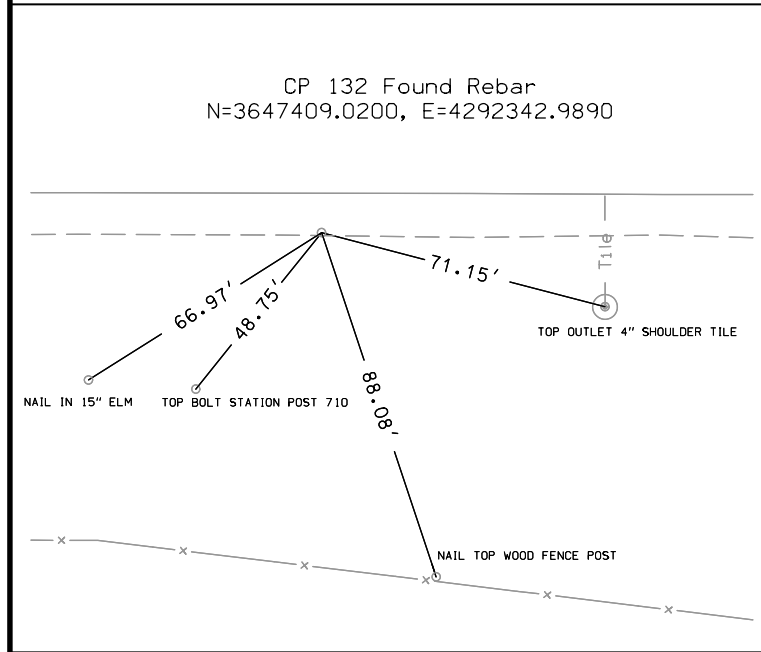 CP 132 Found Rebar
N=3647409.0200, E=4292342.9890
Tile
71.15'
66.97'
48.75'
TOP OUTLET 4" SHOULDER TILE
88.08'
NAIL IN 15" ELM
TOP BOLT STATION POST 710
NAIL TOP WOOD FENCE POST